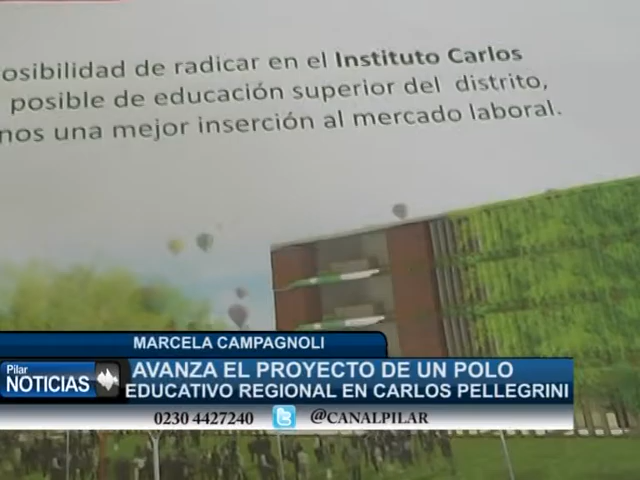 osibilidad de radicar en el Instituto Carlos
posible de educación superior del distrito,
nos una mejor inserción al mercado laboral.
MARCELA CAMPAGNOLI
Pilar
NOTICIAS
AVANZA EL PROYECTO DE UN POLO
EDUCATIVO REGIONAL EN CARLOS PELLEGRINI
0230 4427240 @CANALPILAR